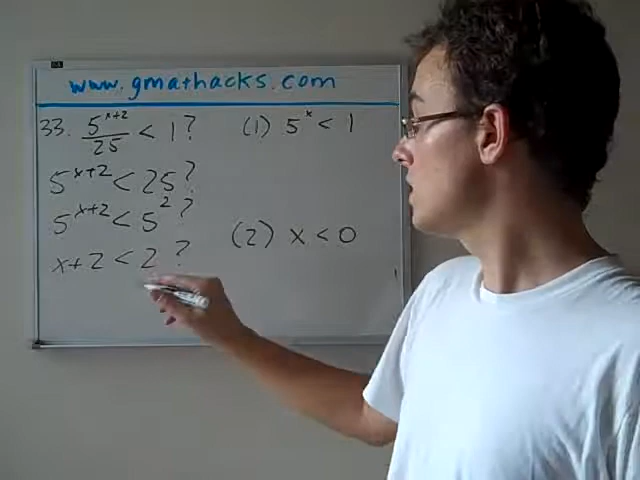 www.gmathacks.com
33. 5^(x+2)/25 < 1?
5^(x+2) < 25?
5^(x+2) < 5^2?
x+2 < 2?
(1) 5^x < 1
(2) x < 0